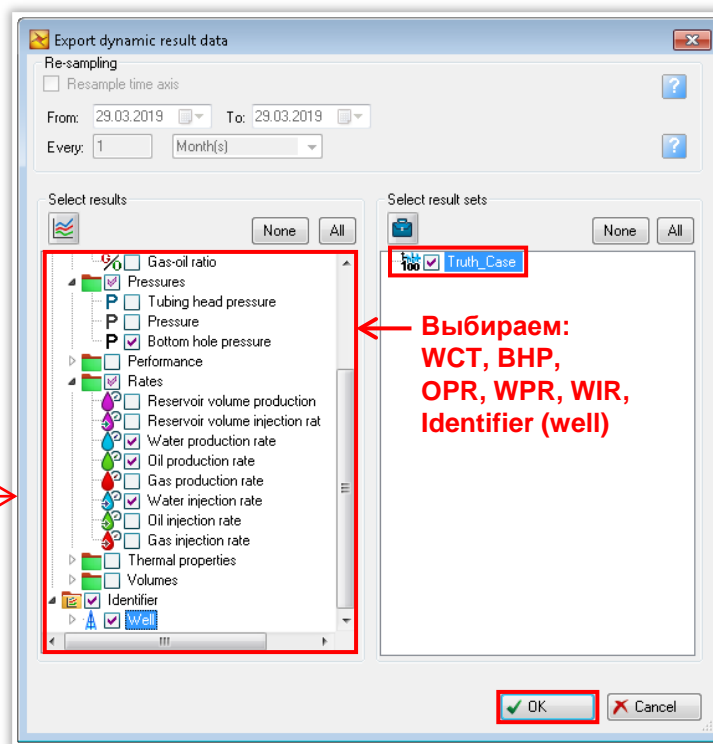 Export dynamic result data
Re-sampling
Resample time axis
From: 29.03.2019 To: 29.03.2019
Every: 1 Month(s)
Select results
None All
Gas-oil ratio
Pressures
Tubing head pressure
Pressure
Bottom hole pressure
Performance
Rates
Reservoir volume production
Reservoir volume injection rat
Water production rate
Oil production rate
Gas production rate
Water injection rate
Oil injection rate
Gas injection rate
Thermal properties
Volumes
Identifier
Well
Select result sets
None All
Truth_Case
Выбираем:
WCT, BHP,
OPR, WPR, WIR,
Identifier (well)
OK Cancel